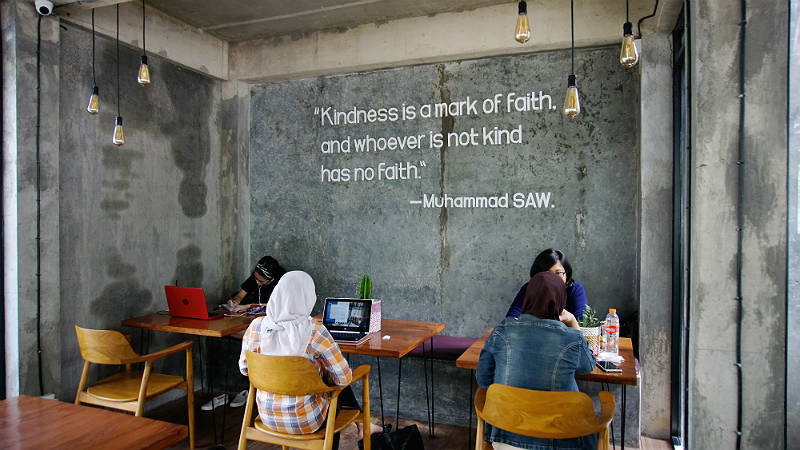 “Kindness is a mark of faith.
and whoever is not kind
has no faith.“
—Muhammad SAW.